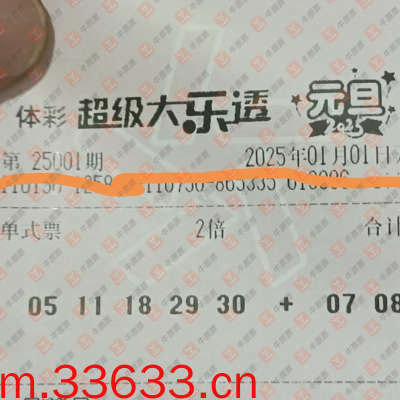 体彩 超级大乐透 元旦 2025
第 25001期 2025年01月01日
单式票 2倍 合计
05 11 18 29 30 + 07 08
m.33633.cn